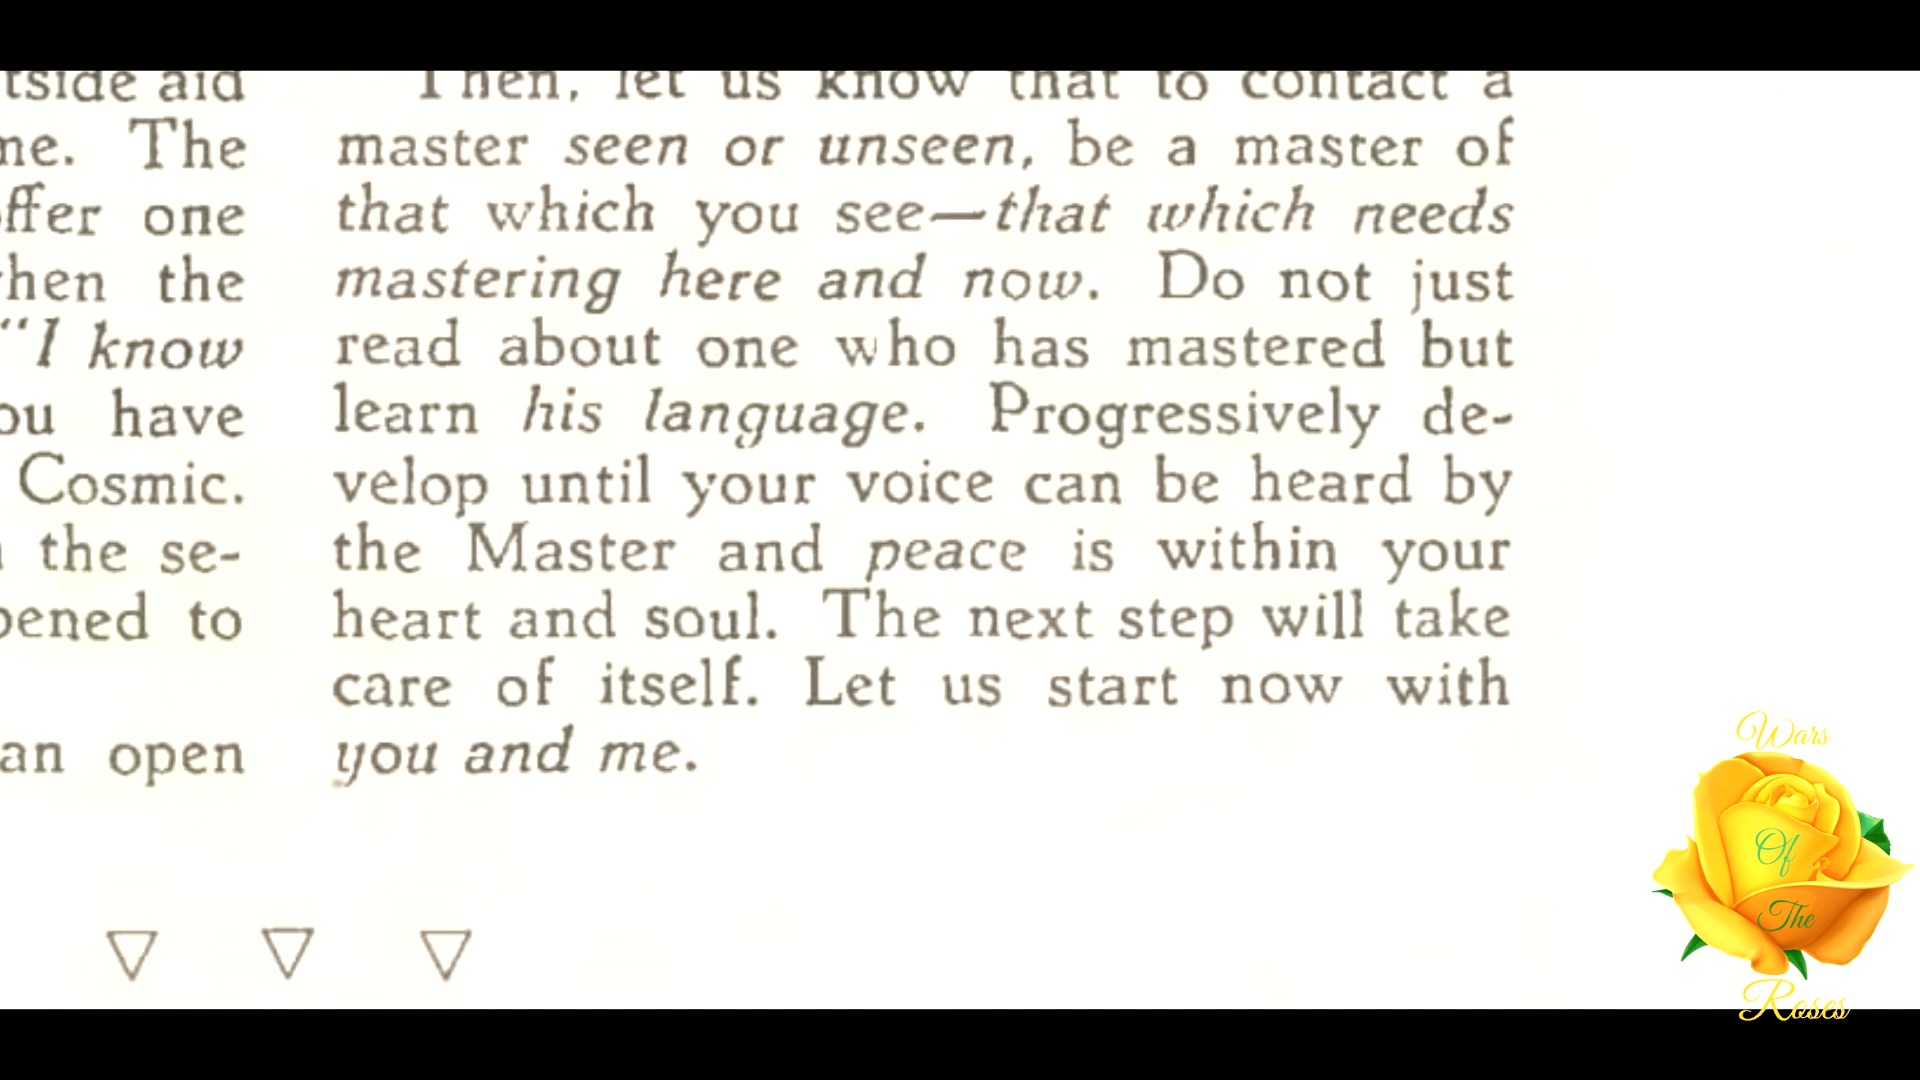 tside aid
me. The
offer one
when the
"I know
you have
Cosmic.
the se-
pened to
an open
Then, let us know that to contact a
master seen or unseen, be a master of
that which you see—that which needs
mastering here and now. Do not just
read about one who has mastered but
learn his language. Progressively de-
velop until your voice can be heard by
the Master and peace is within your
heart and soul. The next step will take
care of itself. Let us start now with
you and me.
Wars
Of
The
Roses